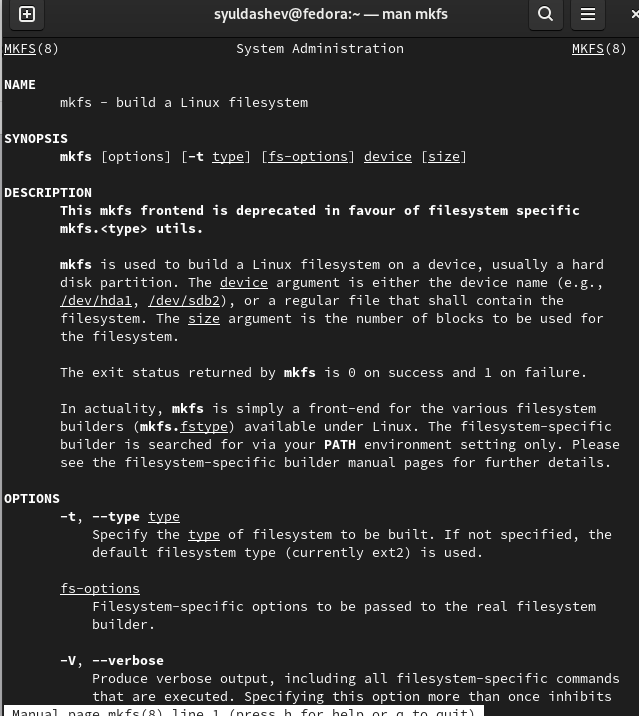 syuldashev@fedora:~ — man mkfs
MKFS(8) System Administration MKFS(8)
NAME
mkfs - build a Linux filesystem
SYNOPSIS
mkfs [options] [-t type] [fs-options] device [size]
DESCRIPTION
This mkfs frontend is deprecated in favour of filesystem specific
mkfs.<type> utils.
mkfs is used to build a Linux filesystem on a device, usually a hard
disk partition. The device argument is either the device name (e.g.,
/dev/hda1, /dev/sdb2), or a regular file that shall contain the
filesystem. The size argument is the number of blocks to be used for
the filesystem.
The exit status returned by mkfs is 0 on success and 1 on failure.
In actuality, mkfs is simply a front-end for the various filesystem
builders (mkfs.fstype) available under Linux. The filesystem-specific
builder is searched for via your PATH environment setting only. Please
see the filesystem-specific builder manual pages for further details.
OPTIONS
-t, --type type
Specify the type of filesystem to be built. If not specified, the
default filesystem type (currently ext2) is used.
fs-options
Filesystem-specific options to be passed to the real filesystem
builder.
-V, --verbose
Produce verbose output, including all filesystem-specific commands
that are executed. Specifying this option more than once inhibits
Manual page mkfs(8) line 1 (press h for help or q to quit)